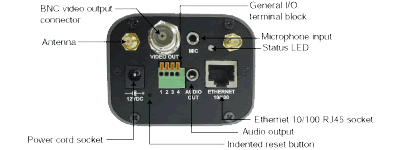 BNC video output
connector
General I/O
terminal block
Antenna
Microphone input
Status LED
VIDEO OUT
MIC
12VDC
1 2 3 4
AUDIO
OUT
ETHERNET
10/100
Power cord socket
Ethernet 10/100 RJ45 socket
Audio output
Indented reset button